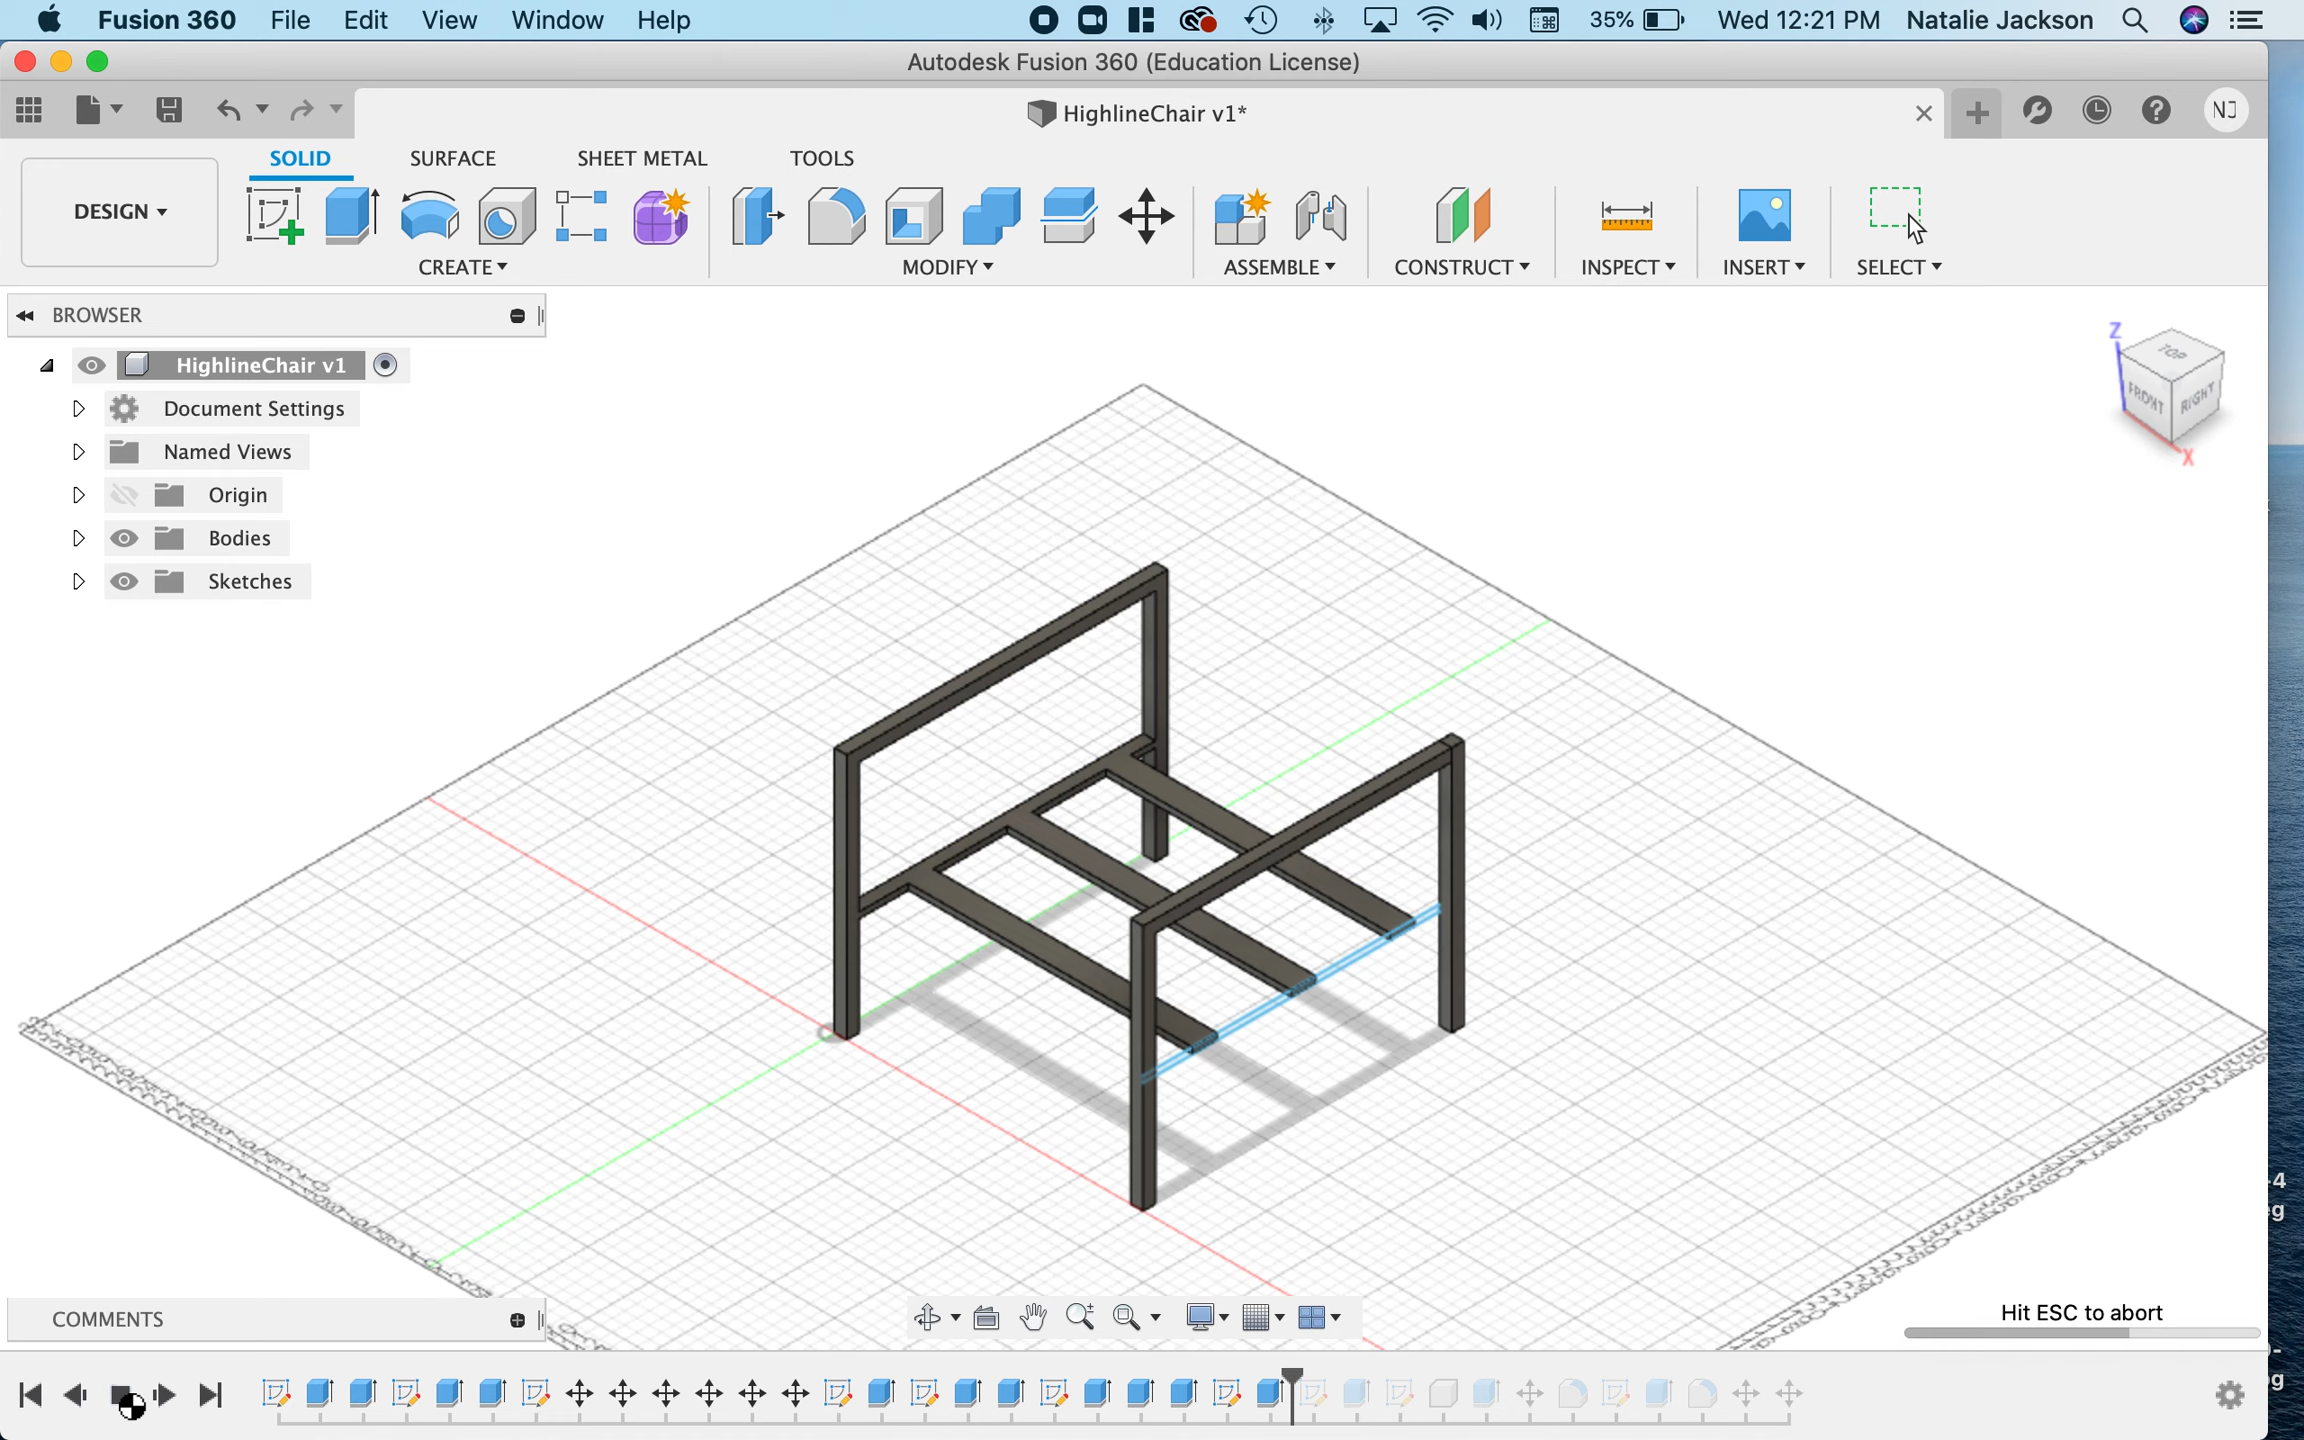 Fusion 360 File Edit View Window Help 35% Wed 12:21 PM Natalie Jackson
Autodesk Fusion 360 (Education License)
HighlineChair v1*
NJ
SOLID SURFACE SHEET METAL TOOLS
DESIGN
CREATE MODIFY ASSEMBLE CONSTRUCT INSPECT INSERT SELECT
BROWSER
HighlineChair v1
Document Settings
Named Views
Origin
Bodies
Sketches
Z
TOP
FRONT RIGHT
X
-4
g
COMMENTS
Hit ESC to abort
g